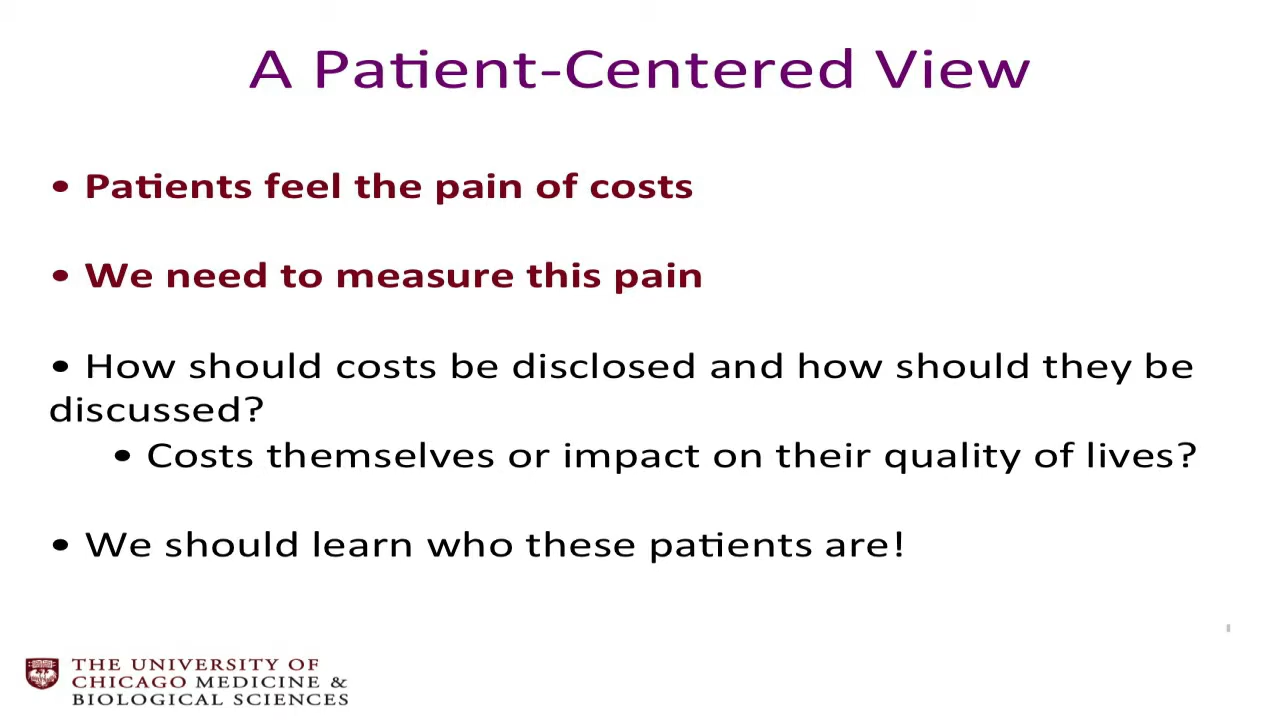 A Patient-Centered View
• Patients feel the pain of costs
• We need to measure this pain
• How should costs be disclosed and how should they be
discussed?
• Costs themselves or impact on their quality of lives?
• We should learn who these patients are!
THE UNIVERSITY OF
CHICAGO MEDICINE &
BIOLOGICAL SCIENCES